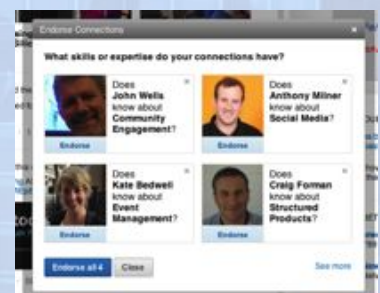 Endorse Connections
What skills or expertise do your connections have?
Does
John Wells
know about
Community
Engagement?
Endorse
Does
Anthony Milner
know about
Social Media?
Endorse
Does
Kate Bedwell
know about
Event
Management?
Endorse
Does
Craig Forman
know about
Structured
Products?
Endorse
Endorse all 4
Close
See more